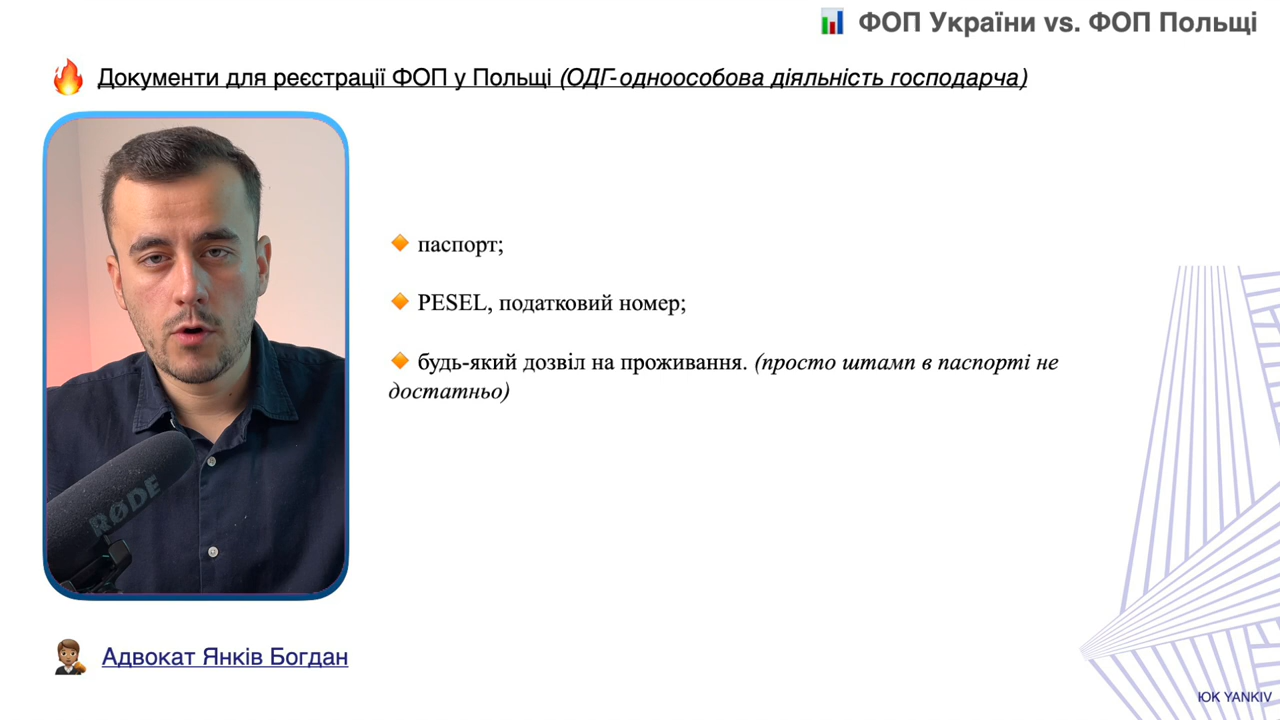 ФОП України vs. ФОП Польщі
Документи для реєстрації ФОП у Польщі (ОДГ-одноособова діяльність господарча)
паспорт;
PESEL, податковий номер;
будь-який дозвіл на проживання. (просто штамп в паспорті не
достатньо)
RØDE
Адвокат Янків Богдан
ЮК YANKIV